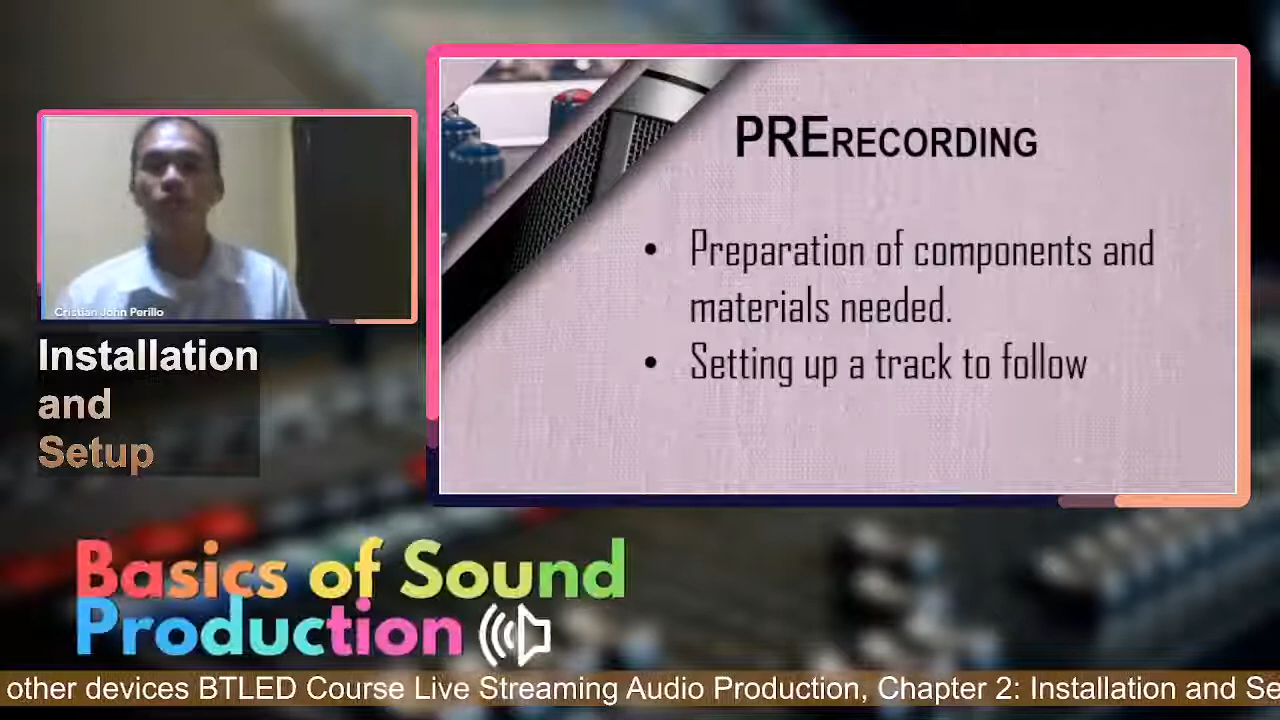 PRERECORDING
• Preparation of components and
materials needed.
• Setting up a track to follow
Cristian John Perillo
Installation
and
Setup
Basics of Sound
Production
other devices BTLED Course Live Streaming Audio Production, Chapter 2: Installation and Se